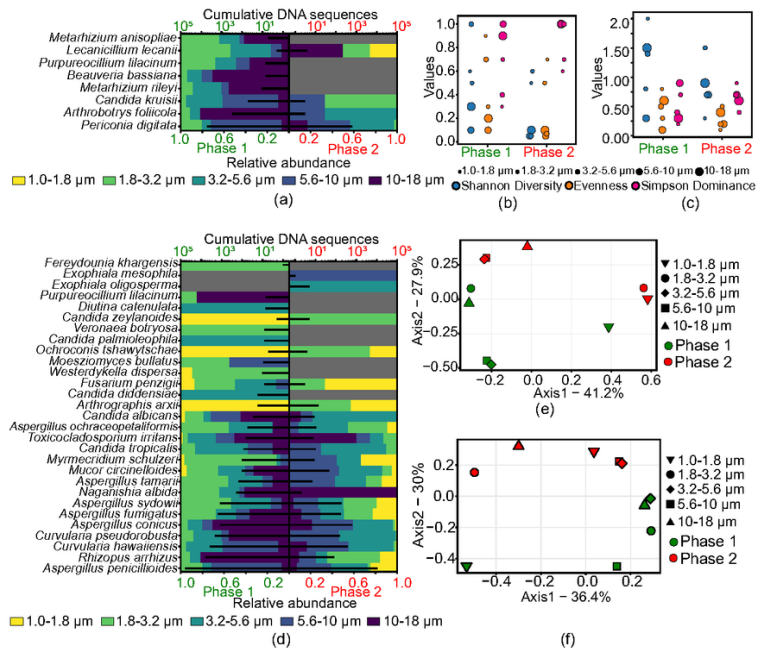 Cumulative DNA sequences
10⁵ 10³ 10¹ 10¹ 10³ 10⁵
Metarhizium anisopliae
Lecanicillium lecanii
Purpureocillium lilacinum
Beauveria bassiana
Metarhizium rileyi
Candida kruisii
Arthrobotrys foliicola
Periconia digitata
1.0 0.6 0.2 0.2 0.6 1.0
Phase 1 Phase 2
Relative abundance
1.0-1.8 µm 1.8-3.2 µm 3.2-5.6 µm 5.6-10 µm 10-18 µm
(a)
Values
1.0
0.8
0.6
0.4
0.2
0.0
Phase 1 Phase 2
Values
2.0
1.50
1.0
0.50
0.00
Phase 1 Phase 2
1.0-1.8 µm 1.8-3.2 µm 3.2-5.6 µm 5.6-10 µm 10-18 µm
Shannon Diversity Evenness Simpson Dominance
(b) (c)
Cumulative DNA sequences
10⁵ 10³ 10¹ 10¹ 10³ 10⁵
Fereydounia khargensis
Exophiala mesophila
Exophiala oligosperma
Purpureocillium lilacinum
Diutina catenulata
Candida zeylanoides
Veronaea botryosa
Candida palmioleophila
Ochroconis tshawytschae
Moesziomyces bullatus
Westerdykella dispersa
Fusarium penzigii
Candida diddensiae
Arthrographis arxii
Candida albicans
Aspergillus ochraceopetaliformis
Toxicocladosporium irritans
Candida tropicalis
Myrmecridium schulzeri
Mucor circinelloides
Aspergillus tamarii
Naganishia albida
Aspergillus sydowii
Aspergillus fumigatus
Aspergillus conicus
Curvularia pseudorobusta
Curvularia hawaiensis
Rhizopus arrhizus
Aspergillus penicillioides
1.0 0.6 0.2 0.2 0.6 1.0
Phase 1 Phase 2
Relative abundance
1.0-1.8 µm 1.8-3.2 µm 3.2-5.6 µm 5.6-10 µm 10-18 µm
(d)
Axis2 − 27.9%
0.25
0.00
−0.25
−0.50
−0.2 0.0 0.2 0.4 0.6
Axis1 − 41.2%
1.0-1.8 µm
1.8-3.2 µm
3.2-5.6 µm
5.6-10 µm
10-18 µm
Phase 1
Phase 2
(e)
Axis2 − 30%
0.2
0.0
−0.2
−0.4
−0.4 −0.2 0.0 0.2
Axis1 − 36.4%
1.0-1.8 µm
1.8-3.2 µm
3.2-5.6 µm
5.6-10 µm
10-18 µm
Phase 1
Phase 2
(f)